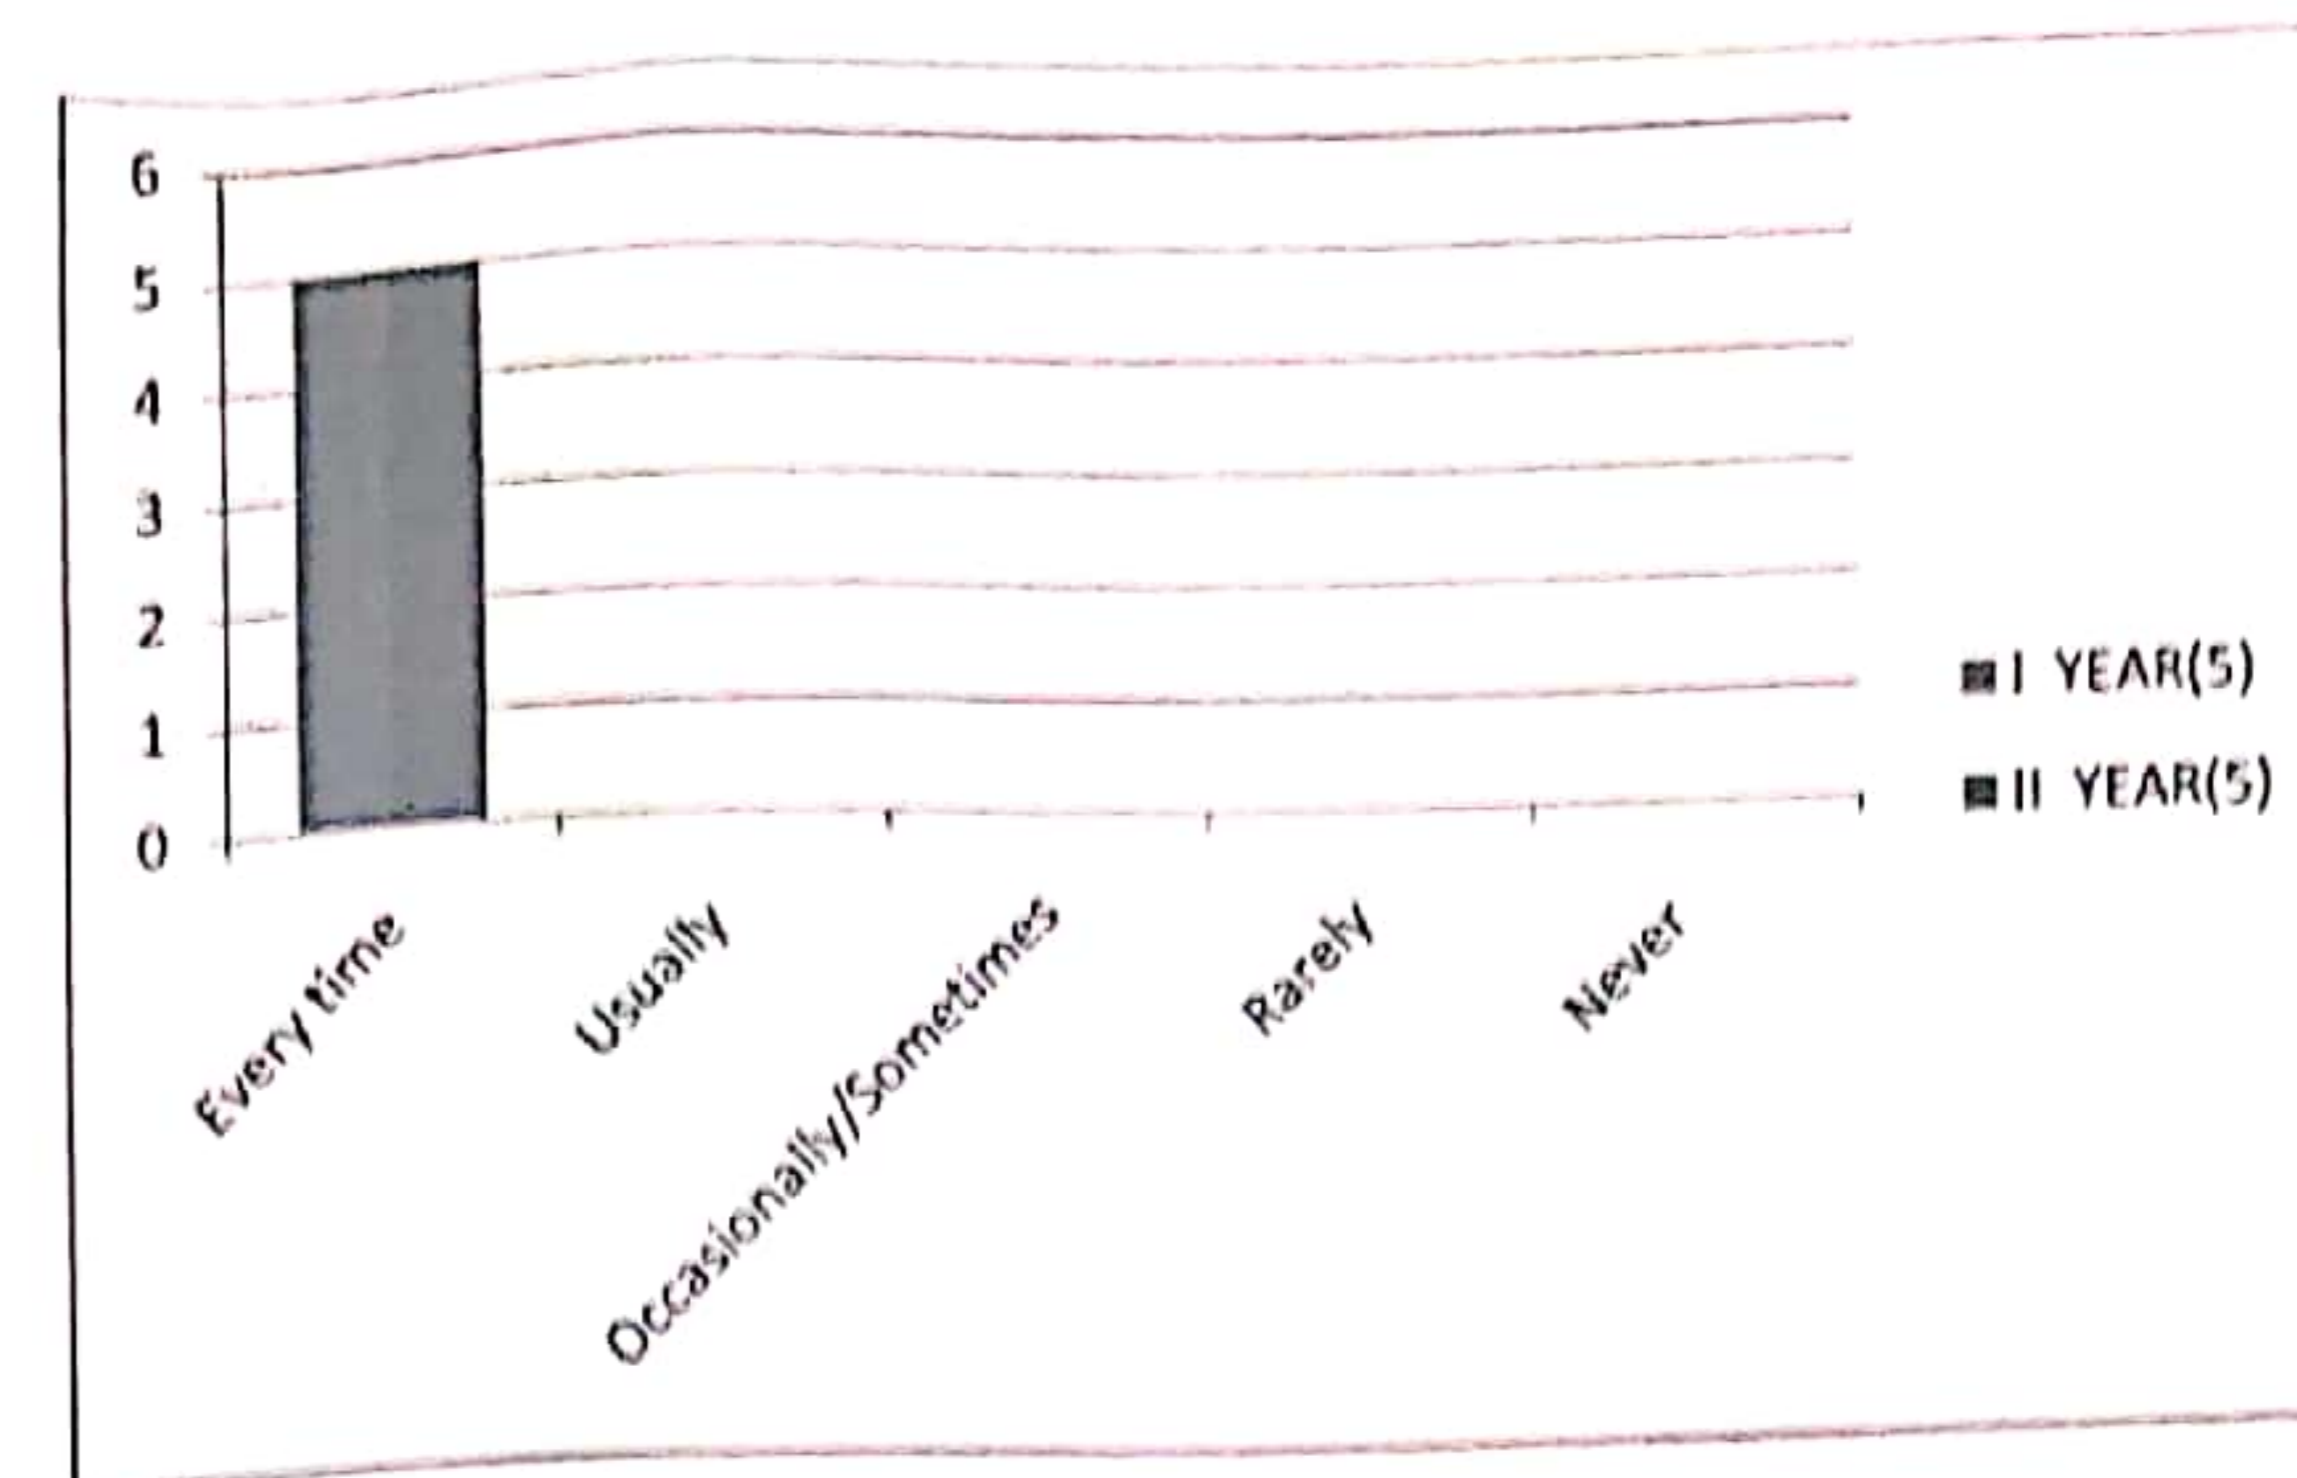 6
5
4
3
2
1
0
Every time
Usually
Occasionally/Sometimes
Rarely
Never
I YEAR(5)
II YEAR(5)